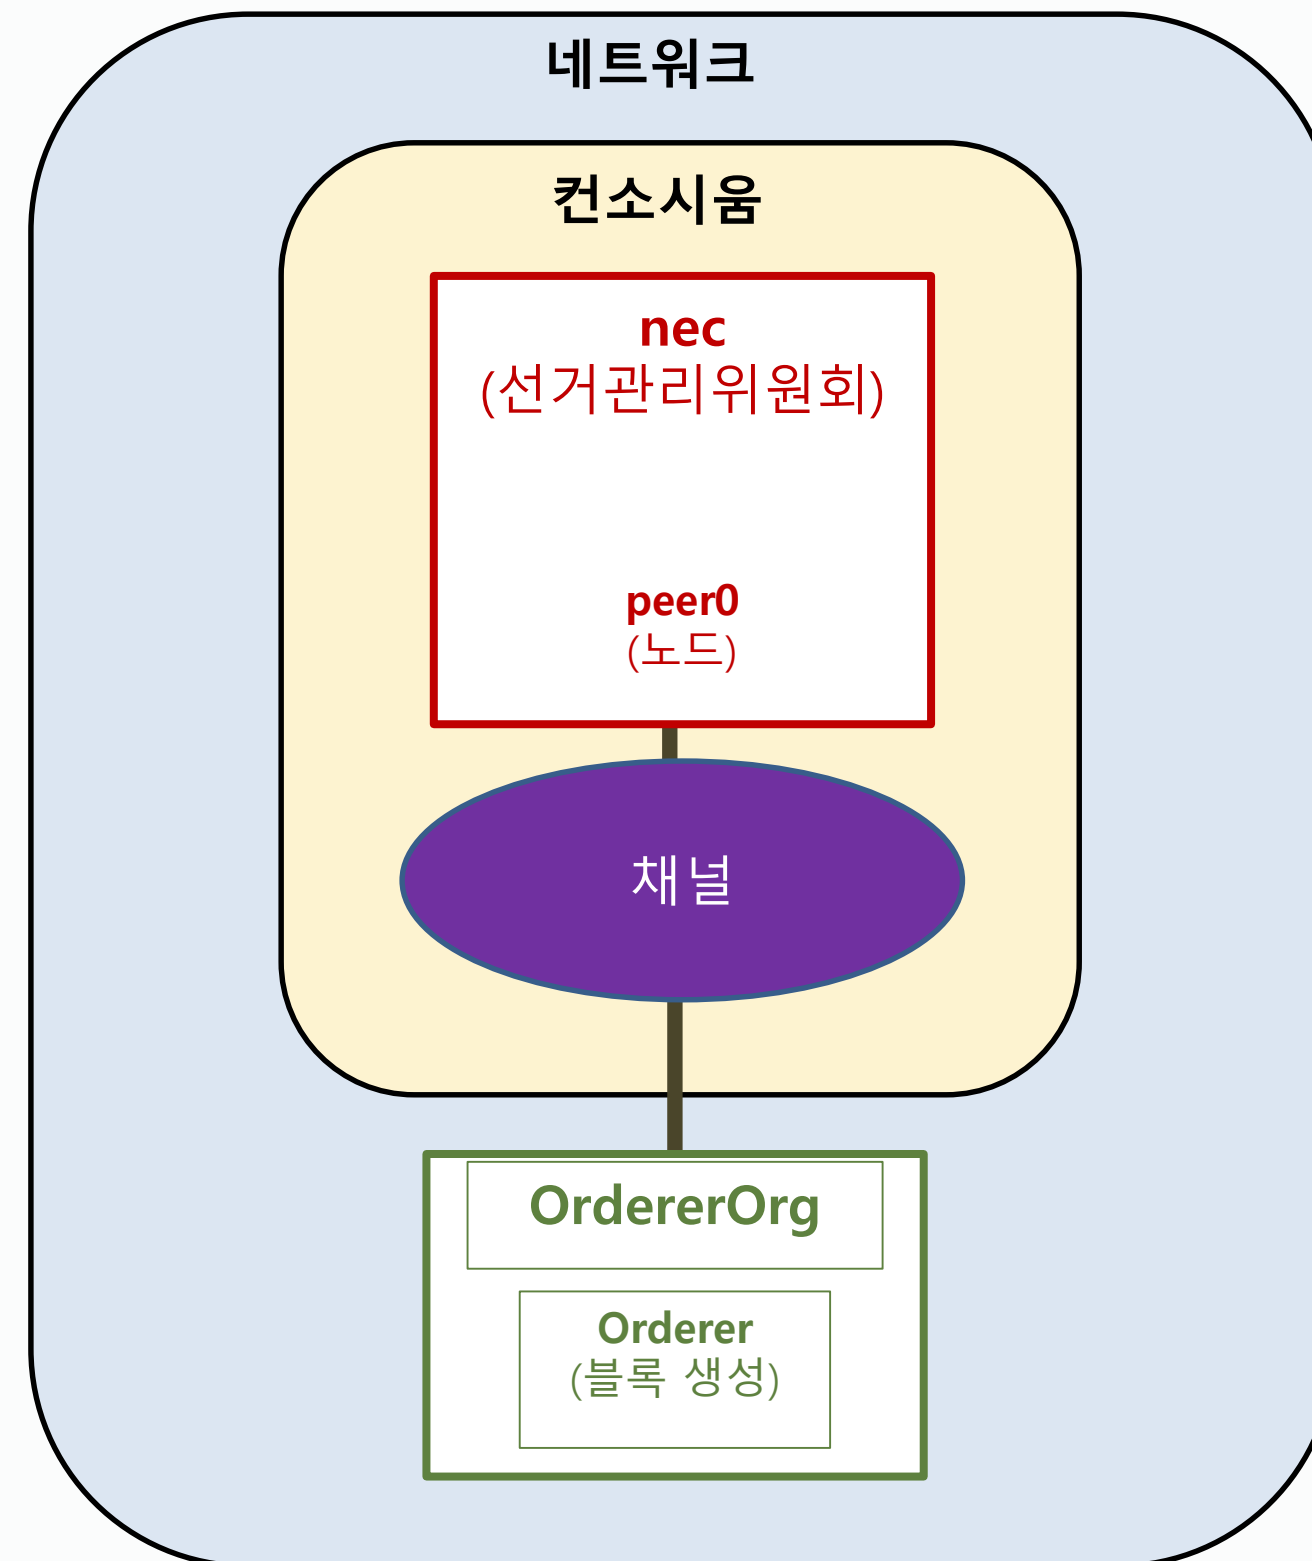 네트워크
컨소시움
nec
(선거관리위원회)
peer0
(노드)
채널
OrdererOrg
Orderer
(블록 생성)